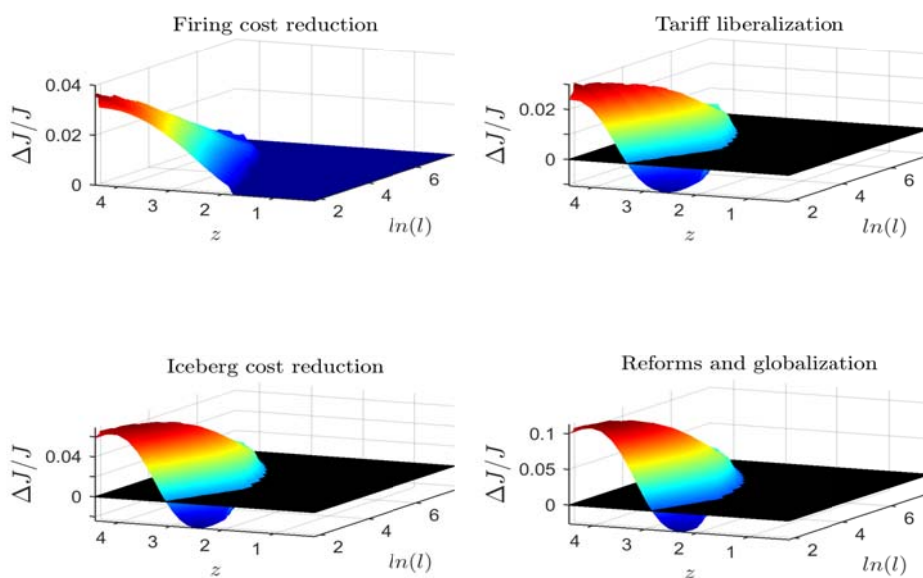 Firing cost reduction
Tariff liberalization
ΔJ/J
0.04
0.02
0
4
3
2
1
z
2
4
6
ln(l)
ΔJ/J
0.02
0
4
3
2
1
z
2
4
6
ln(l)
Iceberg cost reduction
Reforms and globalization
ΔJ/J
0.04
0
4
3
2
1
z
2
4
6
ln(l)
ΔJ/J
0.1
0.05
0
4
3
2
1
z
2
4
6
ln(l)